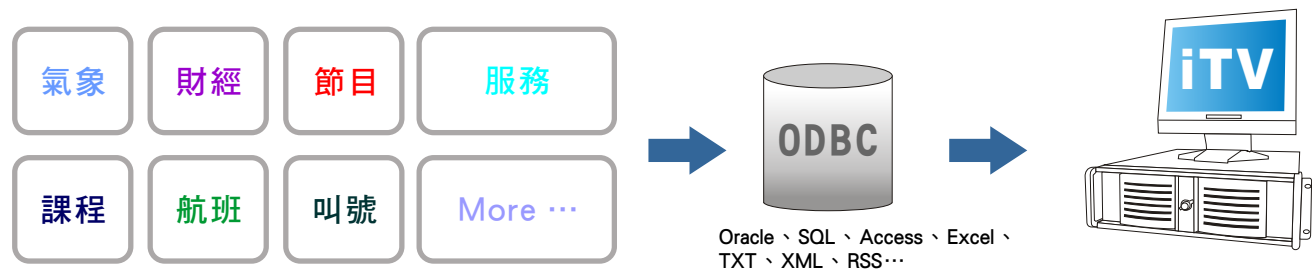 氣象
財經
節目
服務
課程
航班
叫號
More …
ODBC
Oracle、SQL、Access、Excel、
TXT、XML、RSS…
iTV